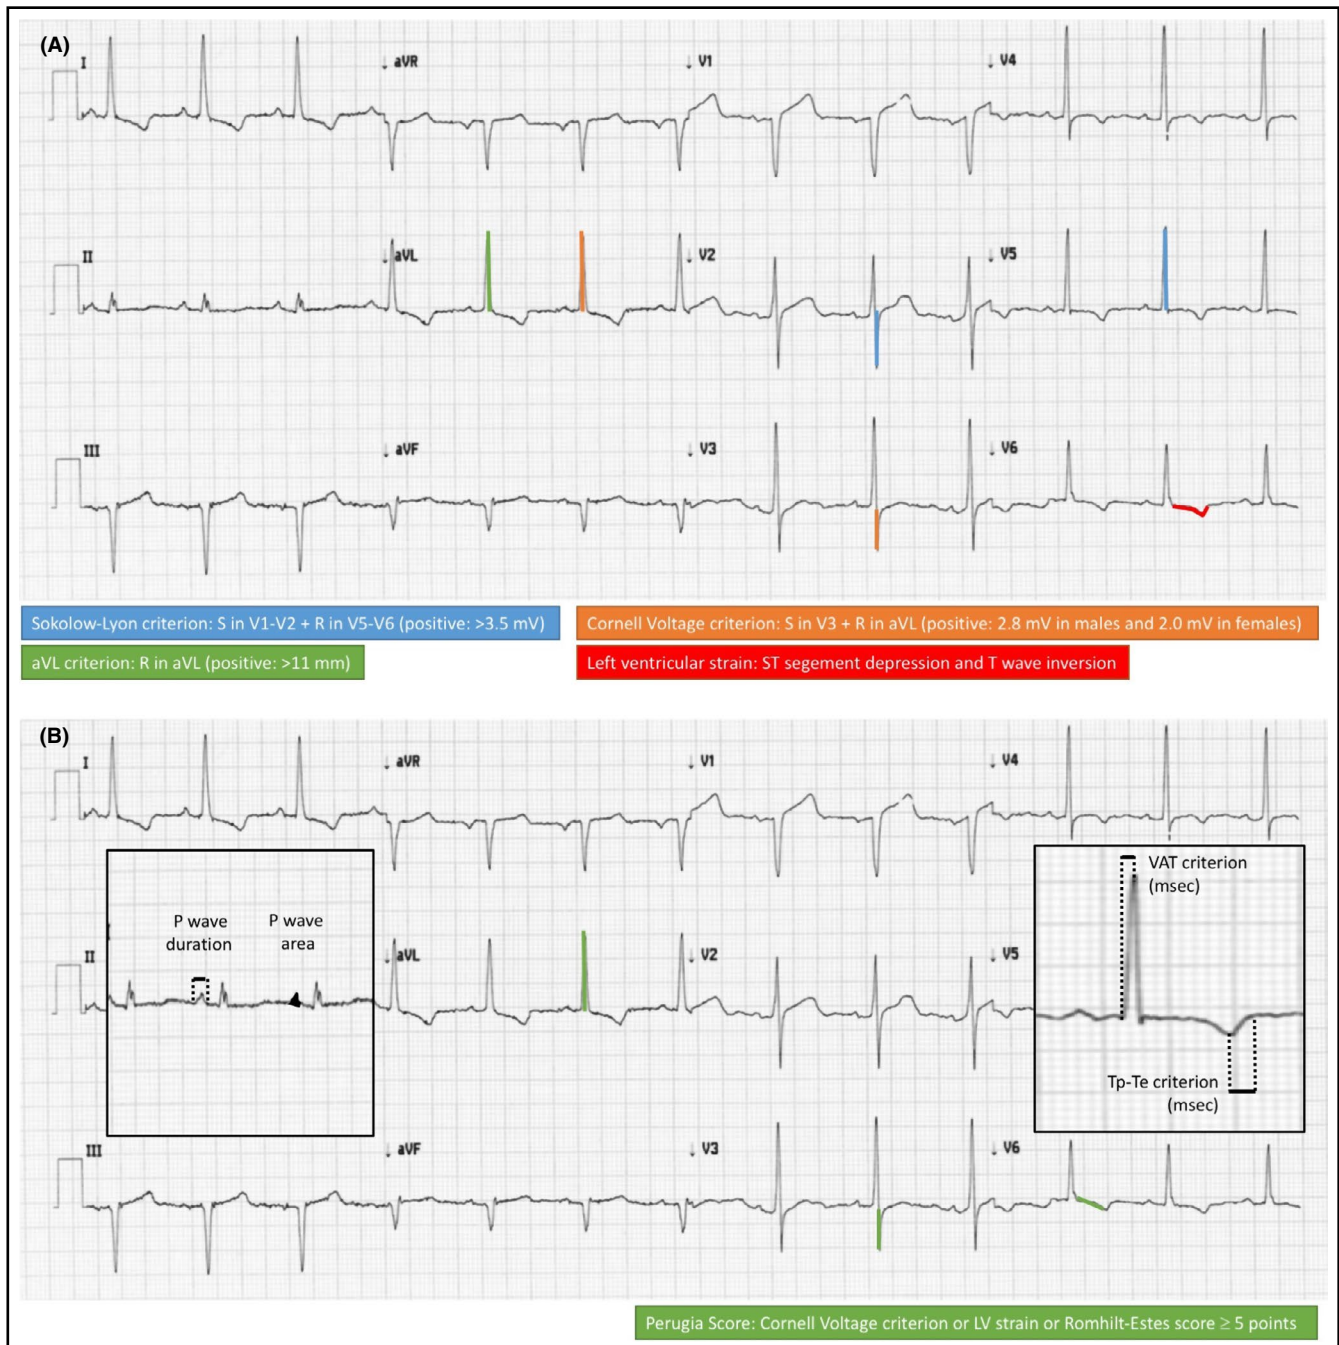 (A)
I
aVR
V1
V4
II
aVL
V2
V5
III
aVF
V3
V6
Sokolow-Lyon criterion: S in V1-V2 + R in V5-V6 (positive: >3.5 mV)
Cornell Voltage criterion: S in V3 + R in aVL (positive: 2.8 mV in males and 2.0 mV in females)
aVL criterion: R in aVL (positive: >11 mm)
Left ventricular strain: ST segement depression and T wave inversion
(B)
I
aVR
V1
V4
P wave
duration
P wave
area
VAT criterion
(msec)
II
aVL
V2
V5
Tp-Te criterion
(msec)
III
aVF
V3
V6
Perugia Score: Cornell Voltage criterion or LV strain or Romhilt-Estes score ≥ 5 points